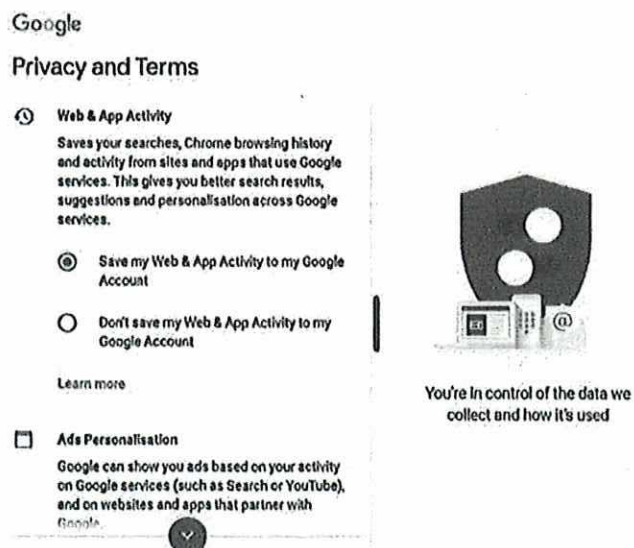 Google
Privacy and Terms
Web & App Activity
Saves your searches, Chrome browsing history
and activity from sites and apps that use Google
services. This gives you better search results,
suggestions and personalisation across Google
services.
Save my Web & App Activity to my Google
Account
Don't save my Web & App Activity to my
Google Account
Learn more
Ads Personalisation
Google can show you ads based on your activity
on Google services (such as Search or YouTube),
and on websites and apps that partner with
Google.
@
You're in control of the data we
collect and how it's used